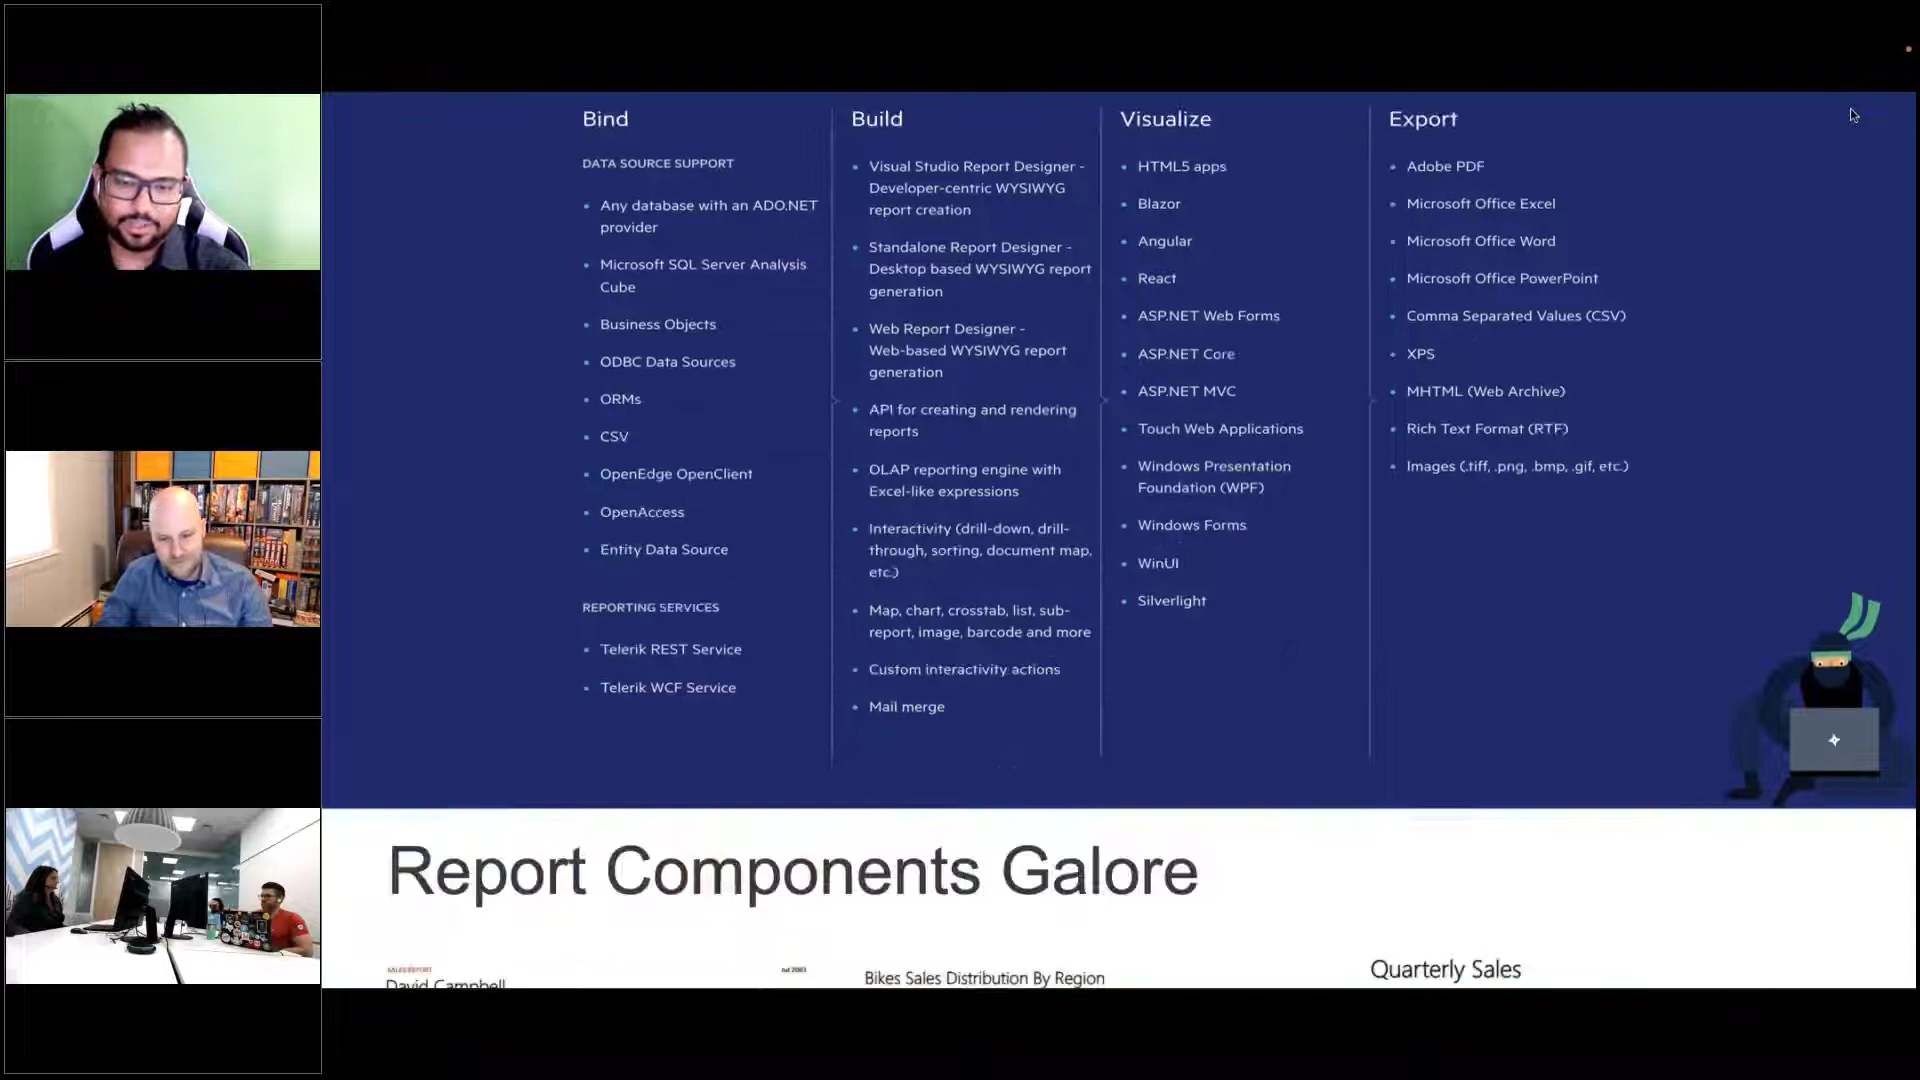 Bind
DATA SOURCE SUPPORT
Any database with an ADO.NET
provider
Microsoft SQL Server Analysis
Cube
Business Objects
ODBC Data Sources
ORMs
CSV
OpenEdge OpenClient
OpenAccess
Entity Data Source
REPORTING SERVICES
Telerik REST Service
Telerik WCF Service
Build
Visual Studio Report Designer -
Developer-centric WYSIWYG
report creation
Standalone Report Designer -
Desktop based WYSIWYG report
generation
Web Report Designer -
Web-based WYSIWYG report
generation
API for creating and rendering
reports
OLAP reporting engine with
Excel-like expressions
Interactivity (drill-down, drill-
through, sorting, document map,
etc.)
Map, chart, crosstab, list, sub-
report, image, barcode and more
Custom interactivity actions
Mail merge
Visualize
HTML5 apps
Blazor
Angular
React
ASP.NET Web Forms
ASP.NET Core
ASP.NET MVC
Touch Web Applications
Windows Presentation
Foundation (WPF)
Windows Forms
WinUI
Silverlight
Export
Adobe PDF
Microsoft Office Excel
Microsoft Office Word
Microsoft Office PowerPoint
Comma Separated Values (CSV)
XPS
MHTML (Web Archive)
Rich Text Format (RTF)
Images (.tiff, .png, .bmp, .gif, etc.)
Report Components Galore
SALES REPORT
David Campbell
Bikes Sales Distribution By Region
Quarterly Sales